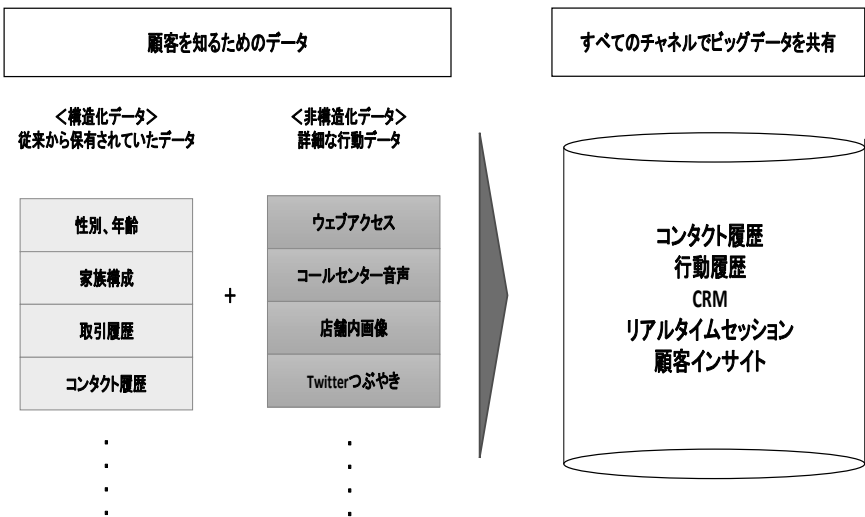 顧客を知るためのデータ
すべてのチャネルでビッグデータを共有
＜構造化データ＞
従来から保有されていたデータ
＜非構造化データ＞
詳細な行動データ
性別、年齢
家族構成
取引履歴
コンタクト履歴
+
ウェブアクセス
コールセンター音声
店舗内画像
Twitterつぶやき
コンタクト履歴
行動履歴
CRM
リアルタイムセッション
顧客インサイト